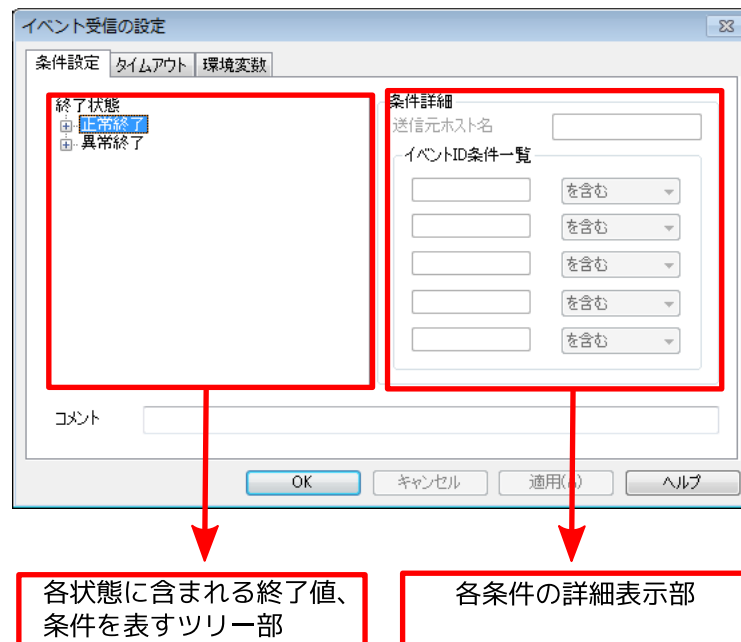 イベント受信の設定
条件設定 タイムアウト 環境変数
終了状態
正常終了
異常終了
条件詳細
送信元ホスト名
イベントID条件一覧
を含む
を含む
を含む
を含む
を含む
コメント
OK キャンセル 適用( ) ヘルプ
各状態に含まれる終了値、
条件を表すツリー部
各条件の詳細表示部